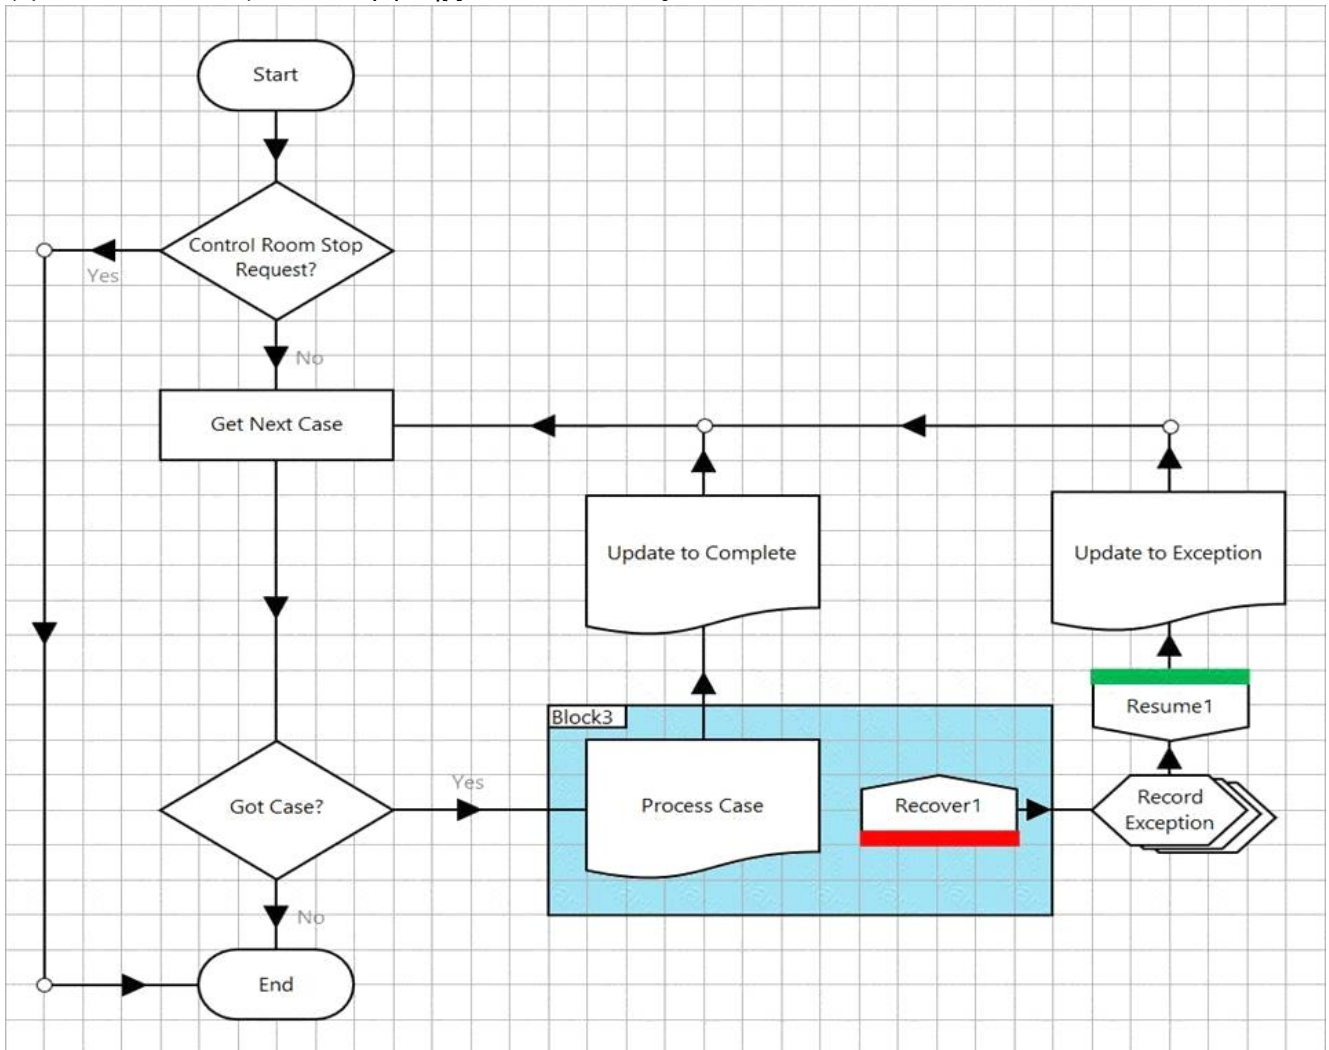 Start
Control Room Stop
Request?
Yes
No
Get Next Case
Update to Complete
Update to Exception
Block3
Resume1
Yes
Got Case?
Process Case
Recover1
Record
Exception
No
End